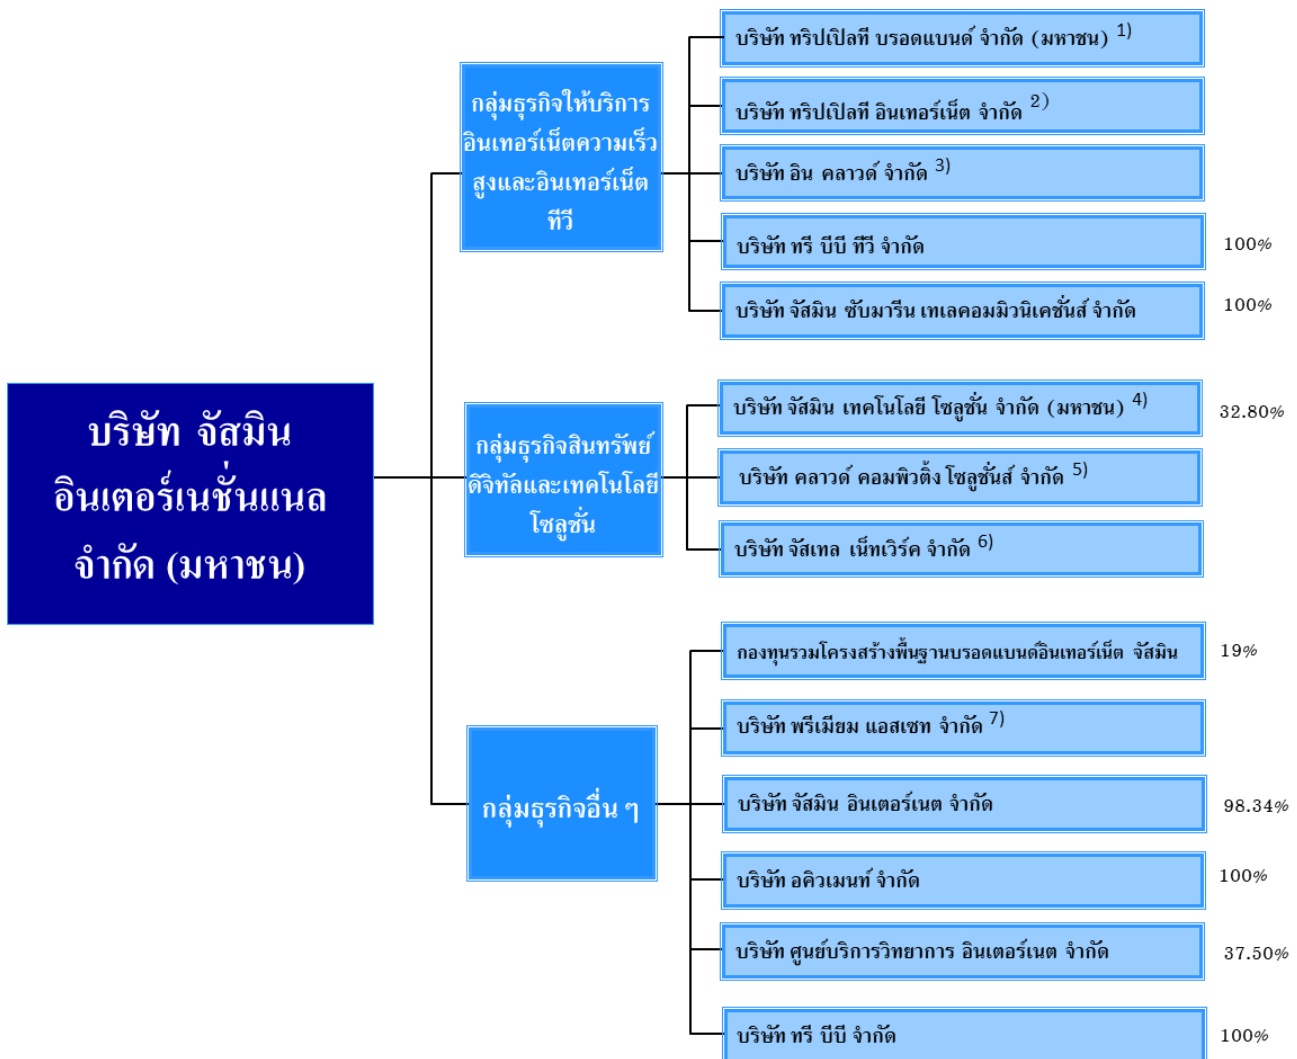 บริษัท จัสมิน
อินเตอร์เนชั่นแนล
จำกัด (มหาชน)
กลุ่มธุรกิจให้บริการ
อินเทอร์เน็ตความเร็ว
สูงและอินเทอร์เน็ต
ทีวี
บริษัท ทริปเปิลที บรอดแบนด์ จำกัด (มหาชน) 1)
บริษัท ทริปเปิลที อินเทอร์เน็ต จำกัด 2)
บริษัท อิน คลาวด์ จำกัด 3)
บริษัท ทรี บีบี ทีวี จำกัด 100%
บริษัท จัสมิน ซับมารีน เทเลคอมมิวนิเคชั่นส์ จำกัด 100%
กลุ่มธุรกิจสินทรัพย์
ดิจิทัลและเทคโนโลยี
โซลูชั่น
บริษัท จัสมิน เทคโนโลยี โซลูชั่น จำกัด (มหาชน) 4) 32.80%
บริษัท คลาวด์ คอมพิวติ้ง โซลูชั่นส์ จำกัด 5)
บริษัท จัสเทล เน็ทเวิร์ค จำกัด 6)
กลุ่มธุรกิจอื่น ๆ
กองทุนรวมโครงสร้างพื้นฐานบรอดแบนด์อินเทอร์เน็ต จัสมิน 19%
บริษัท พรีเมียม แอสเซท จำกัด 7)
บริษัท จัสมิน อินเตอร์เนต จำกัด 98.34%
บริษัท อคิวเมนท์ จำกัด 100%
บริษัท ศูนย์บริการวิทยาการ อินเตอร์เนต จำกัด 37.50%
บริษัท ทรี บีบี จำกัด 100%